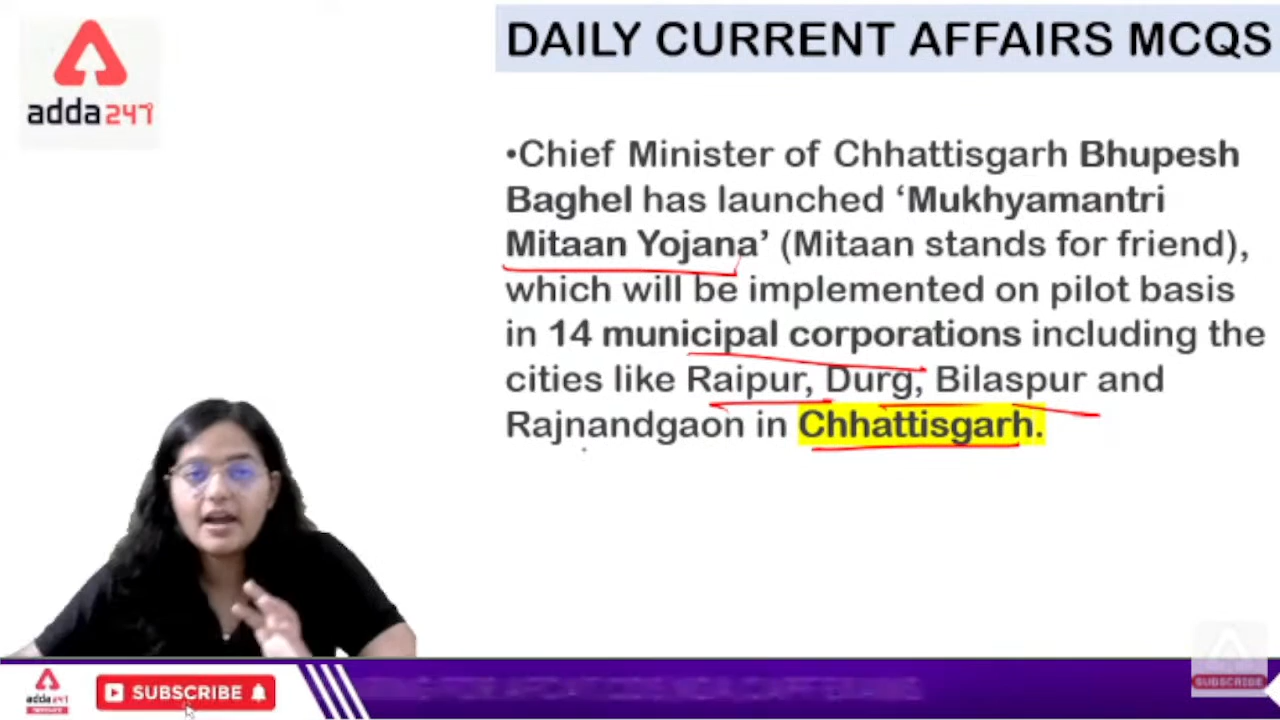 DAILY CURRENT AFFAIRS MCQS
adda247
•Chief Minister of Chhattisgarh Bhupesh
Baghel has launched ‘Mukhyamantri
Mitaan Yojana’ (Mitaan stands for friend),
which will be implemented on pilot basis
in 14 municipal corporations including the
cities like Raipur, Durg, Bilaspur and
Rajnandgaon in Chhattisgarh.
adda247
SUBSCRIBE
SUBSCRIBE